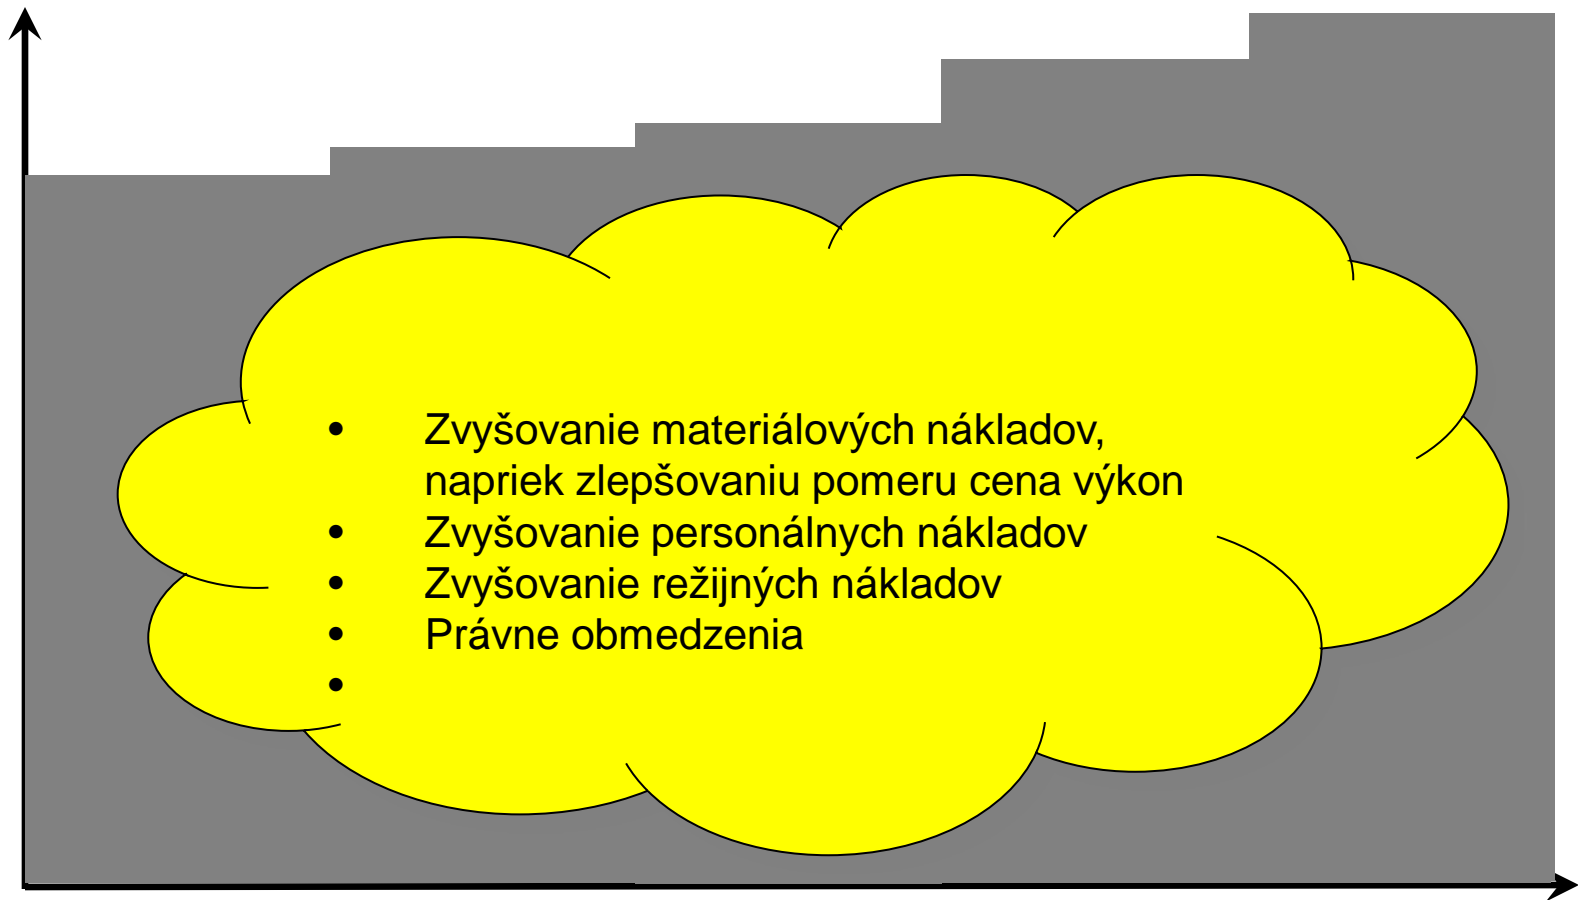 • Zvyšovanie materiálových nákladov,
napriek zlepšovaniu pomeru cena výkon
• Zvyšovanie personálnych nákladov
• Zvyšovanie režijných nákladov
• Právne obmedzenia
•